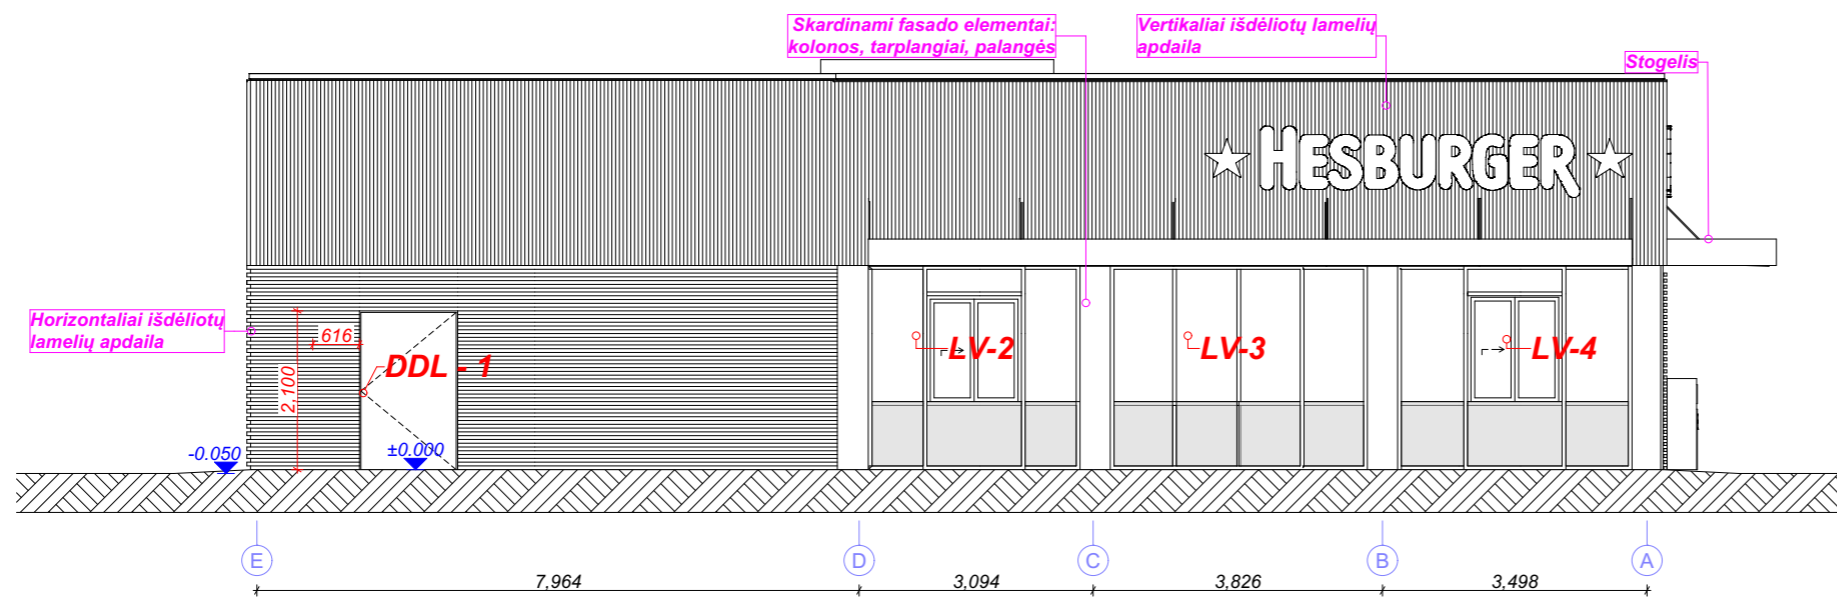 Skardinami fasado elementai:
kolonos, tarplangiai, palangės
Vertikaliai išdėliotų lamelių
apdaila
Stogelis
HESBURGER
Horizontaliai išdėliotų
lamelių apdaila
616
2,100
DDL - 1
LV-2
LV-3
LV-4
-0.050
±0.000
E
D
C
B
A
7,964
3,094
3,826
3,498